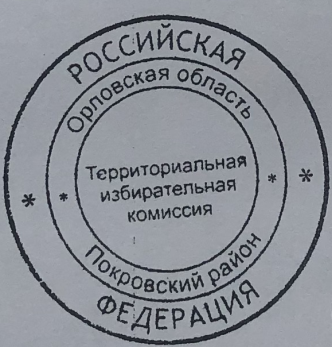 РОССИЙСКАЯ
ФЕДЕРАЦИЯ
Орловская область
Покровский район
Территориальная
избирательная
комиссия